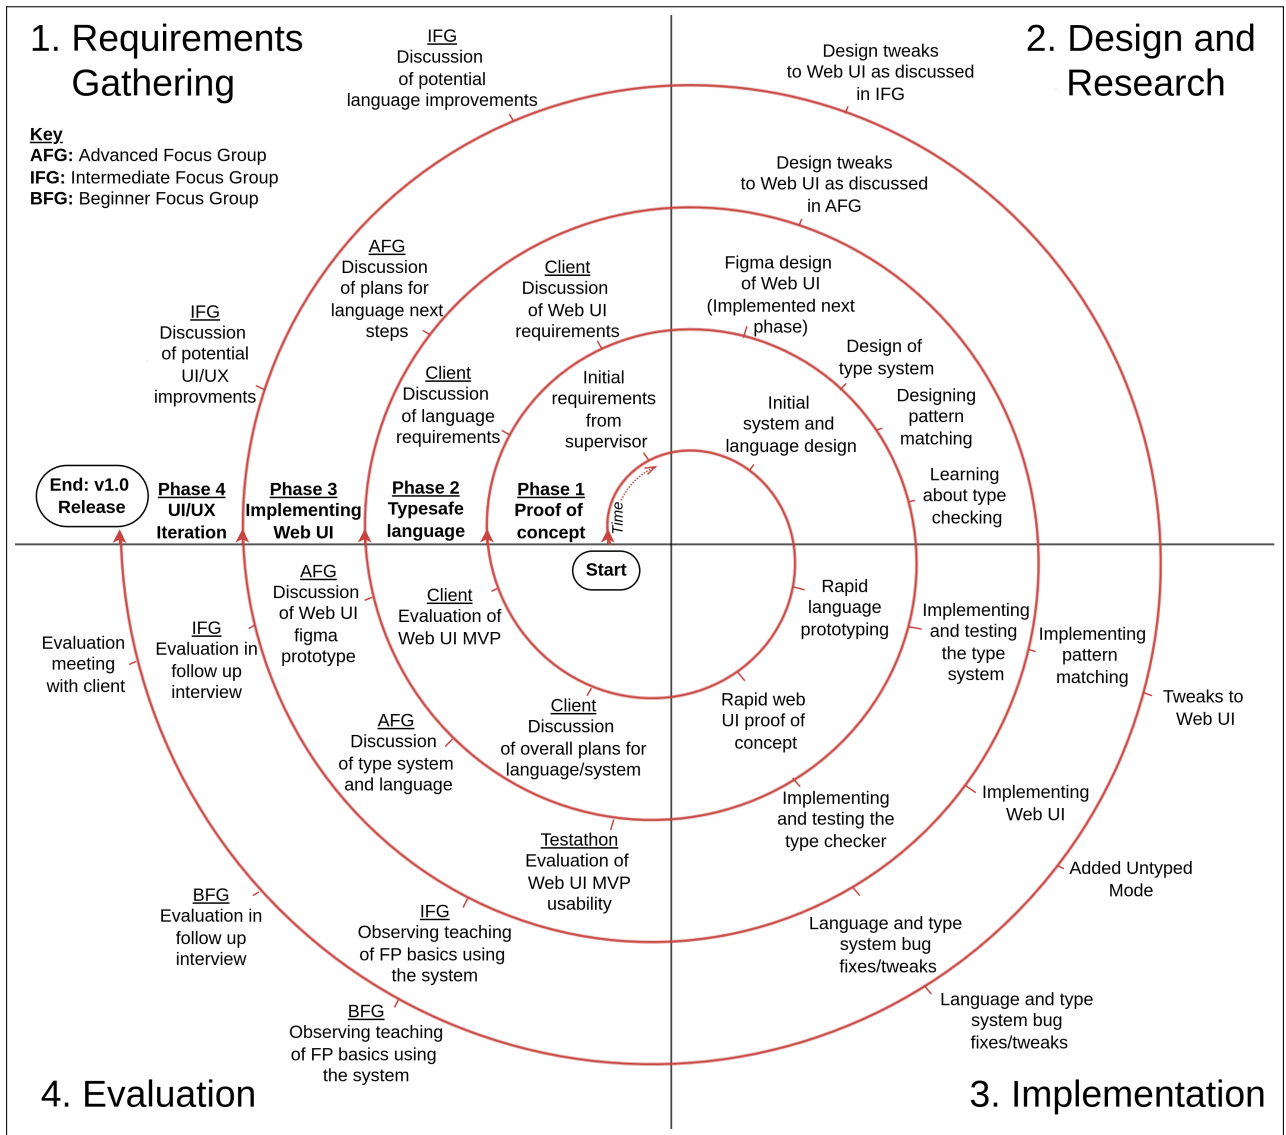 1. Requirements
Gathering
Key
AFG: Advanced Focus Group
IFG: Intermediate Focus Group
BFG: Beginner Focus Group
IFG
Discussion
of potential
language improvements
IFG
Discussion
of potential
UI/UX
improvments
AFG
Discussion
of plans for
language next
steps
Client
Discussion
of Web UI
requirements
Client
Discussion
of language
requirements
Initial
requirements
from
supervisor
End: v1.0
Release
Phase 4
UI/UX
Iteration
Phase 3
Implementing
Web UI
Phase 2
Typesafe
language
Phase 1
Proof of
concept
Time
Start
2. Design and
Research
Design tweaks
to Web UI as discussed
in IFG
Design tweaks
to Web UI as discussed
in AFG
Figma design
of Web UI
(Implemented next
phase)
Design of
type system
Designing
pattern
matching
Initial
system and
language design
Learning
about type
checking
Rapid
language
prototyping
Rapid web
UI proof of
concept
Implementing
and testing
the type
system
Implementing
and testing the
type checker
Implementing
pattern
matching
Implementing
Web UI
Language and type
system bug
fixes/tweaks
Tweaks to
Web UI
Added Untyped
Mode
Language and type
system bug
fixes/tweaks
3. Implementation
Client
Evaluation of
Web UI MVP
Client
Discussion
of overall plans for
language/system
AFG
Discussion
of Web UI
figma
prototype
AFG
Discussion
of type system
and language
Testathon
Evaluation of
Web UI MVP
usability
IFG
Evaluation in
follow up
interview
IFG
Observing teaching
of FP basics using
the system
Evaluation
meeting
with client
BFG
Evaluation in
follow up
interview
BFG
Observing teaching
of FP basics using
the system
4. Evaluation